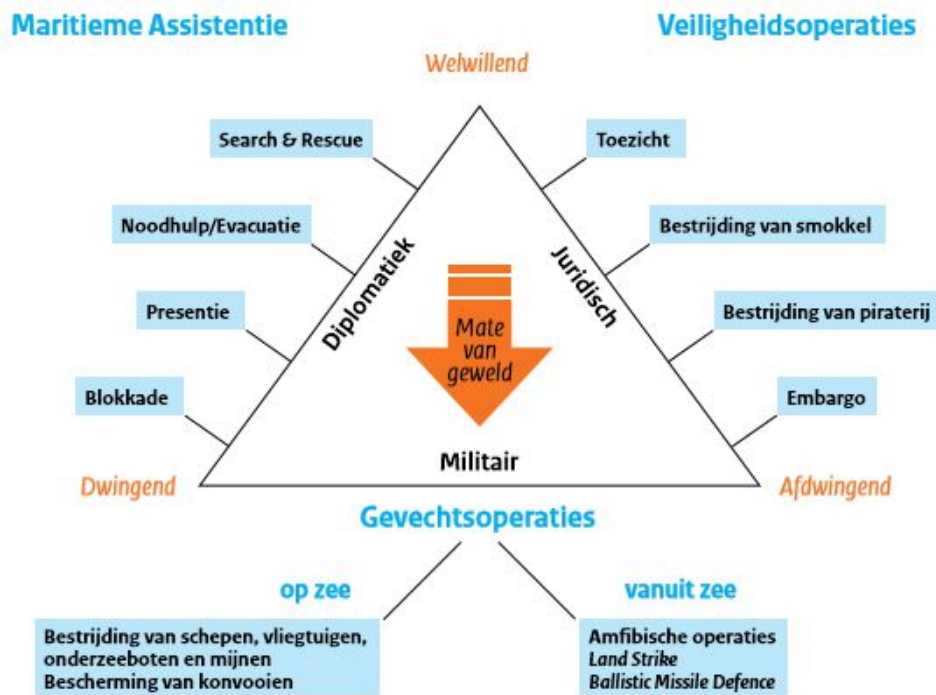 Maritieme Assistentie
Veiligheidsoperaties
Welwillend
Search & Rescue
Toezicht
Noodhulp/Evacuatie
Bestrijding van smokkel
Diplomatiek
Juridisch
Presentie
Bestrijding van piraterij
Mate
van
geweld
Blokkade
Embargo
Militair
Dwingend
Afdwingend
Gevechtsoperaties
op zee
vanuit zee
Bestrijding van schepen, vliegtuigen,
onderzeeboten en mijnen
Bescherming van konvooien
Amfibische operaties
Land Strike
Ballistic Missile Defence